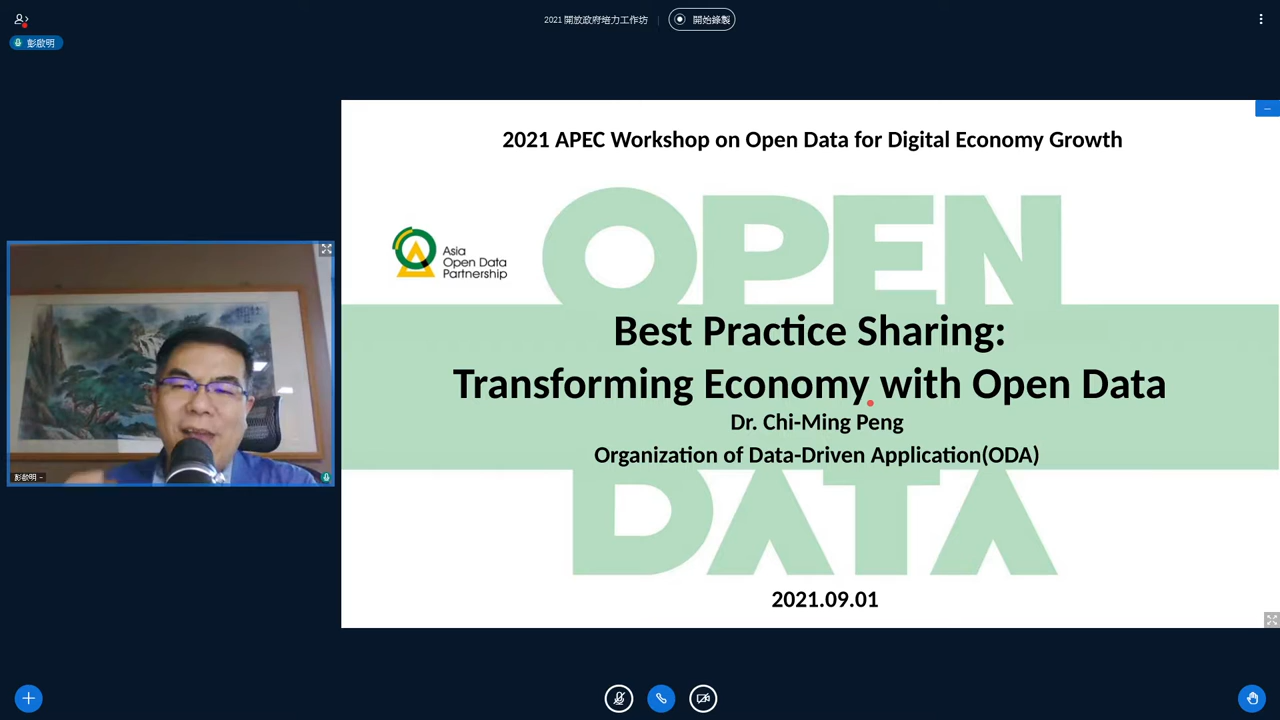 2021 開放政府培力工作坊
開始錄製
彭啟明
2021 APEC Workshop on Open Data for Digital Economy Growth
Asia
Open Data
Partnership
OPEN
Best Practice Sharing:
Transforming Economy with Open Data
Dr. Chi-Ming Peng
Organization of Data-Driven Application(ODA)
DATA
2021.09.01
彭啟明